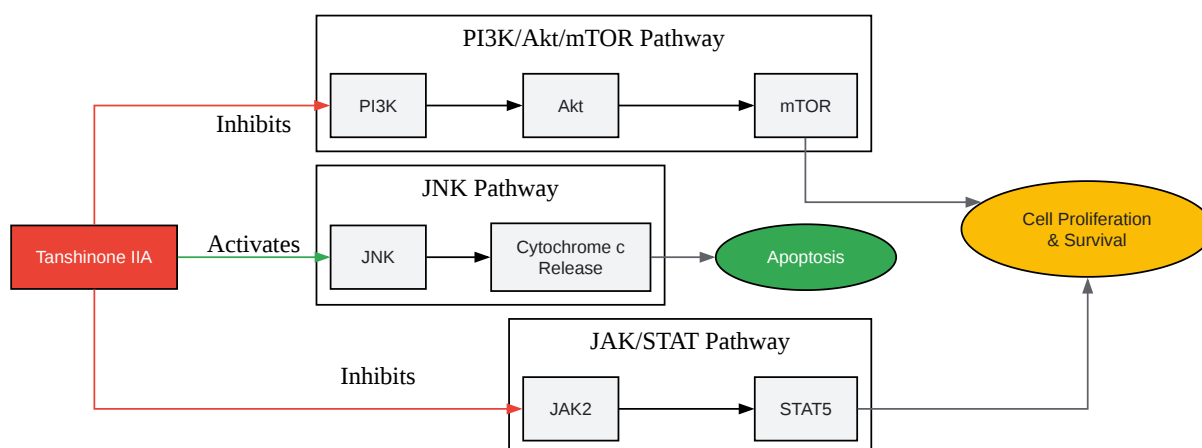 PI3K/Akt/mTOR Pathway
PI3K
Akt
mTOR
Inhibits
JNK Pathway
Tanshinone IIA
Activates
JNK
Cytochrome c
Release
Apoptosis
Cell Proliferation
& Survival
JAK/STAT Pathway
Inhibits
JAK2
STAT5